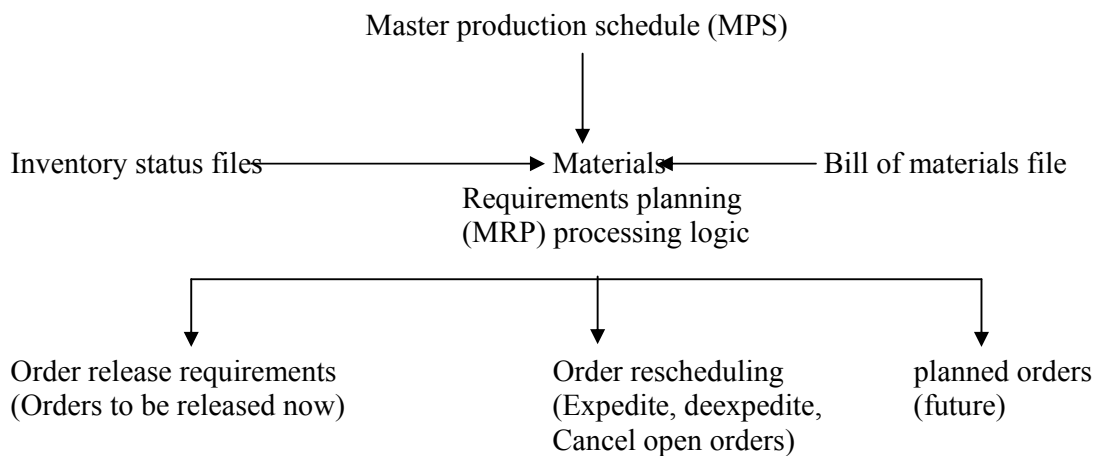 Master production schedule (MPS)
Inventory status files
Materials
Bill of materials file
Requirements planning
(MRP) processing logic
Order release requirements
(Orders to be released now)
Order rescheduling
(Expedite, deexpedite,
Cancel open orders)
planned orders
(future)